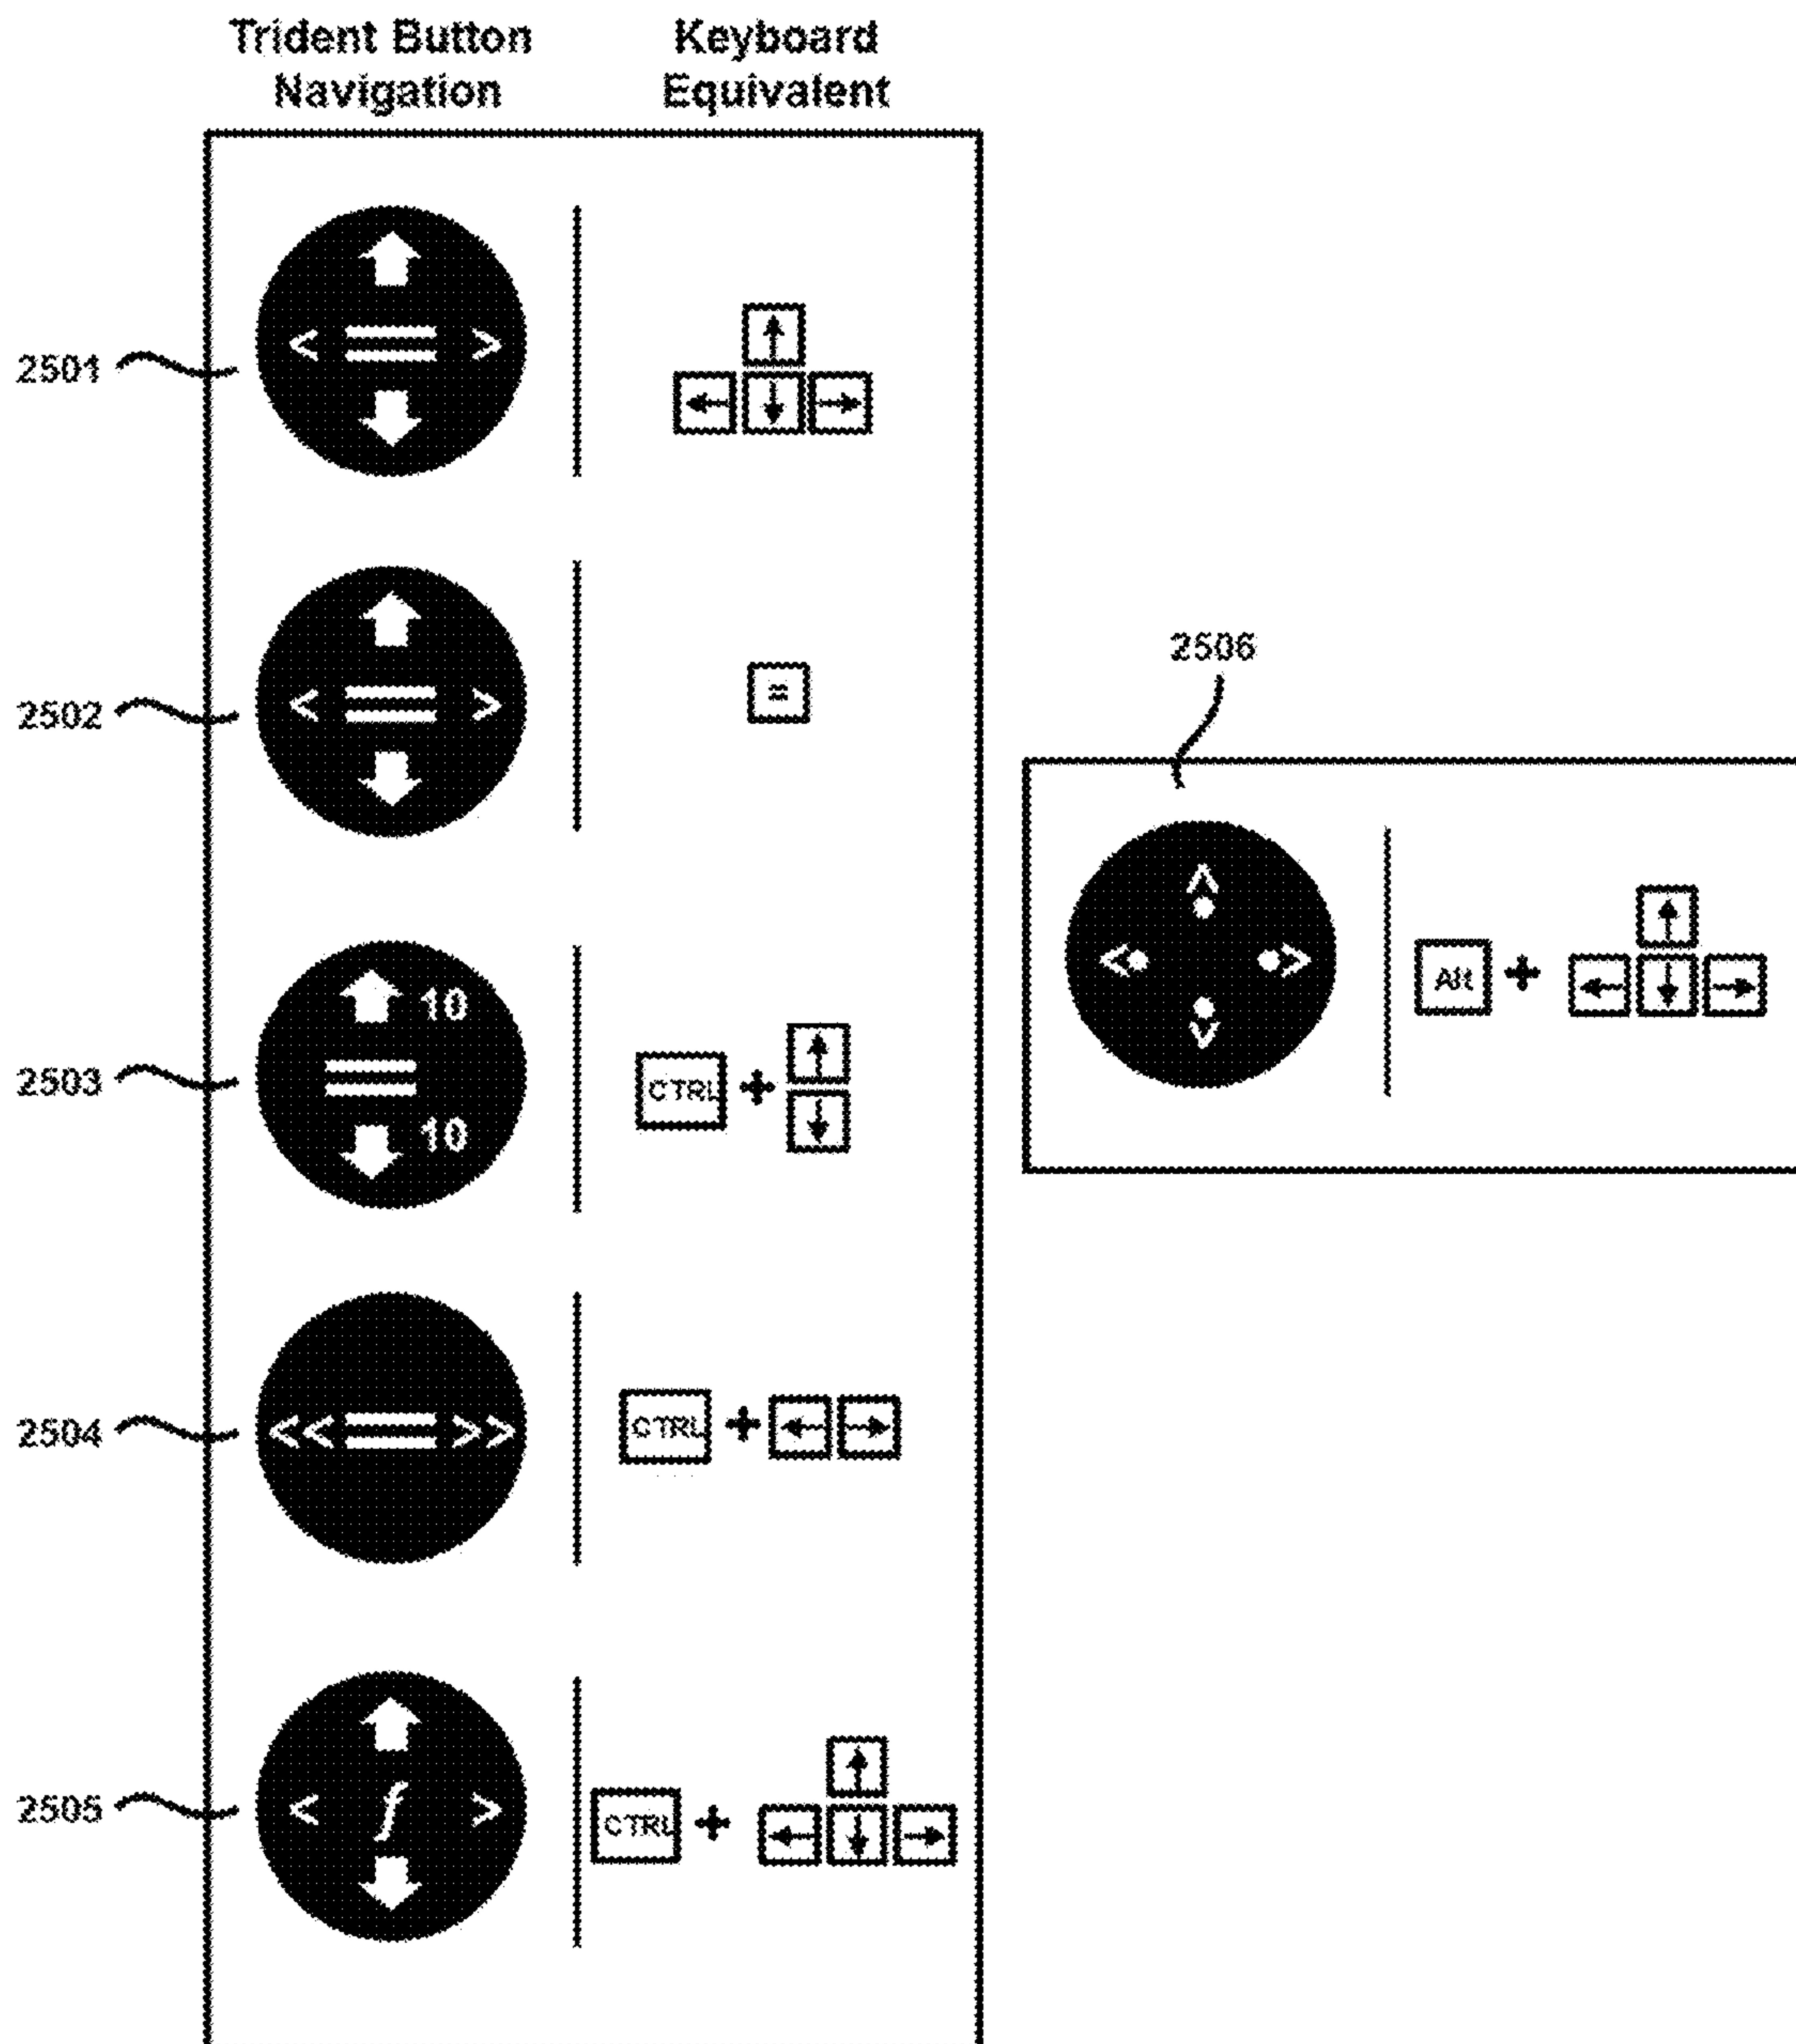 Trident Button Navigation
Keyboard Equivalent
2501
< = >
2502
< = >
=
2503
10
=
10
CTRL +
2504
<< = >>
CTRL +
2505
< ƒ >
CTRL +
2506
Alt +